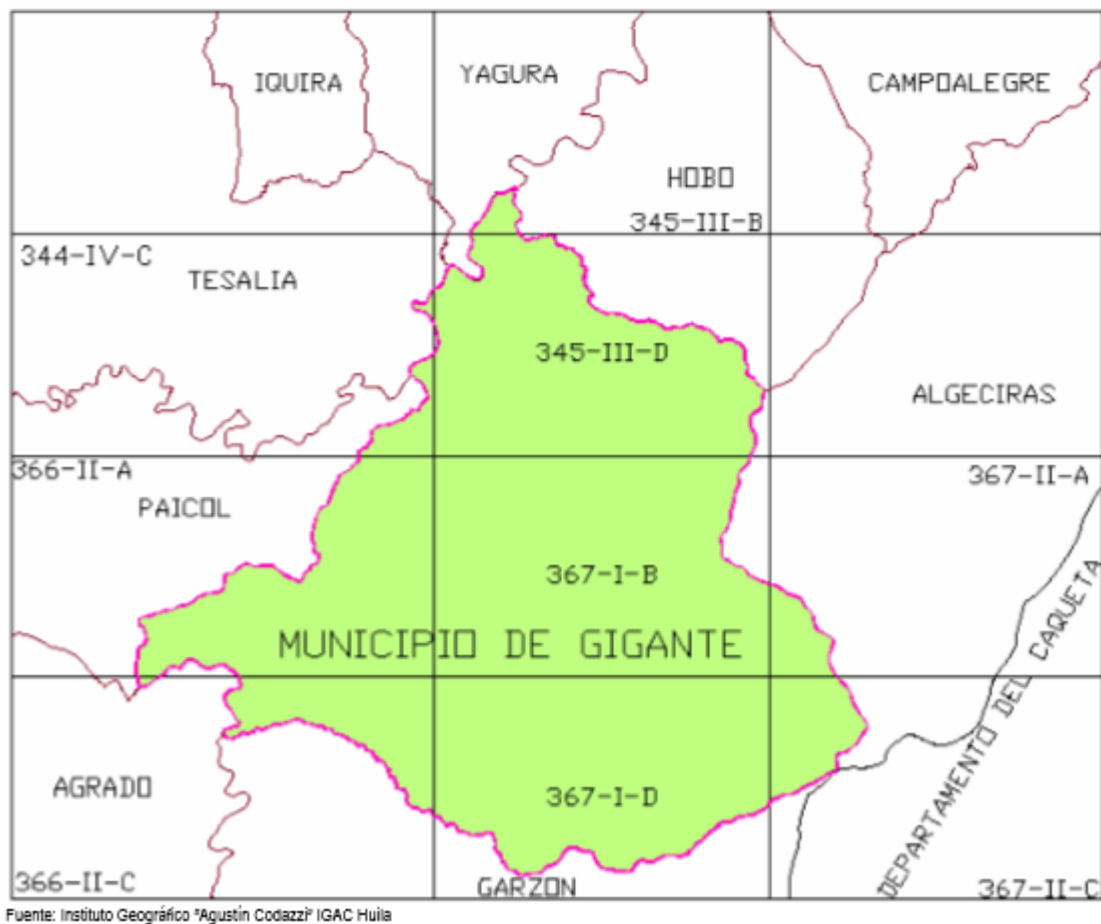 IQUIRA
YAGURA
CAMPOALEGRE
HOBO
345-III-B
344-IV-C
TESALIA
345-III-D
ALGECIRAS
366-II-A
367-II-A
PAICOL
367-I-B
MUNICIPIO DE GIGANTE
DEPARTAMENTO DEL CAQUETA
AGRADO
367-I-D
366-II-C
GARZON
367-II-C
Fuente: Instituto Geográfico "Agustín Codazzi" IGAC Huila